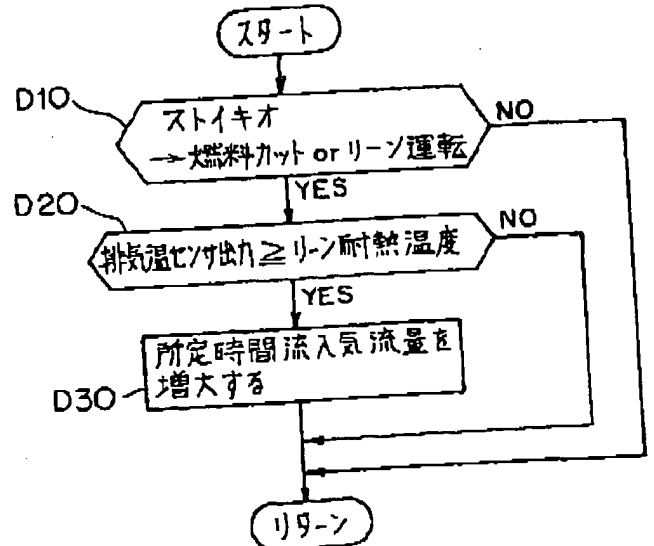 スタート
D10
ストイキオ
→燃料カット or リーン運転
NO
YES
D20
排気温センサ出力≧リーン耐熱温度
NO
YES
所定時間流入気流量を
増大する
D30
リターン